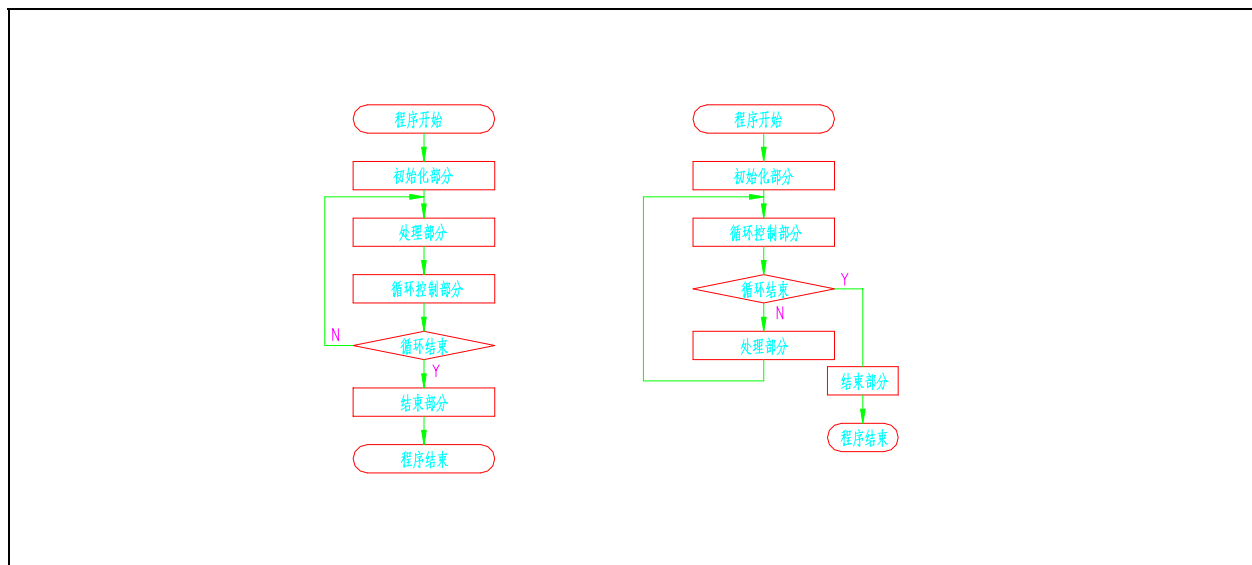 程序开始
初始化部分
处理部分
循环控制部分
N
循环结束
Y
结束部分
程序结束
程序开始
初始化部分
循环控制部分
循环结束
Y
N
处理部分
结束部分
程序结束